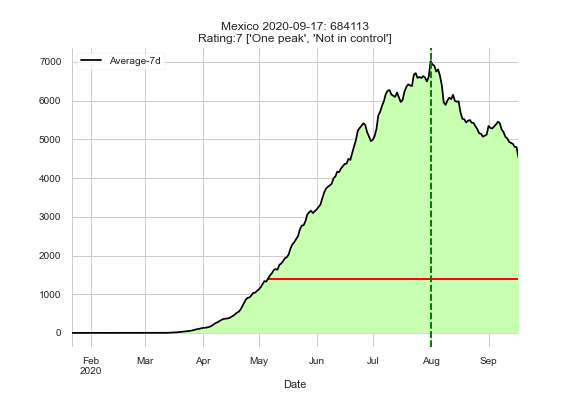 Mexico 2020-09-17: 684113
Rating:7 ['One peak', 'Not in control']
Average-7d
7000
6000
5000
4000
3000
2000
1000
0
Feb Mar Apr May Jun Jul Aug Sep
2020
Date